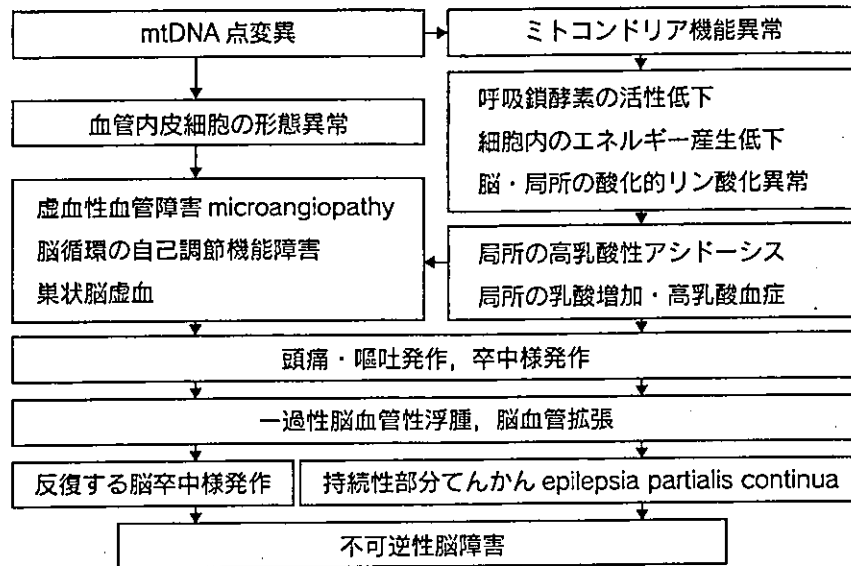 mtDNA 点変異
ミトコンドリア機能異常
血管内皮細胞の形態異常
呼吸鎖酵素の活性低下
細胞内のエネルギー産生低下
脳・局所の酸化的リン酸化異常
虚血性血管障害 microangiopathy
脳循環の自己調節機能障害
巣状脳虚血
局所の高乳酸性アシドーシス
局所の乳酸増加・高乳酸血症
頭痛・嘔吐発作，卒中様発作
一過性脳血管性浮腫，脳血管拡張
反復する脳卒中様発作
持続性部分てんかん epilepsia partialis continua
不可逆性脳障害